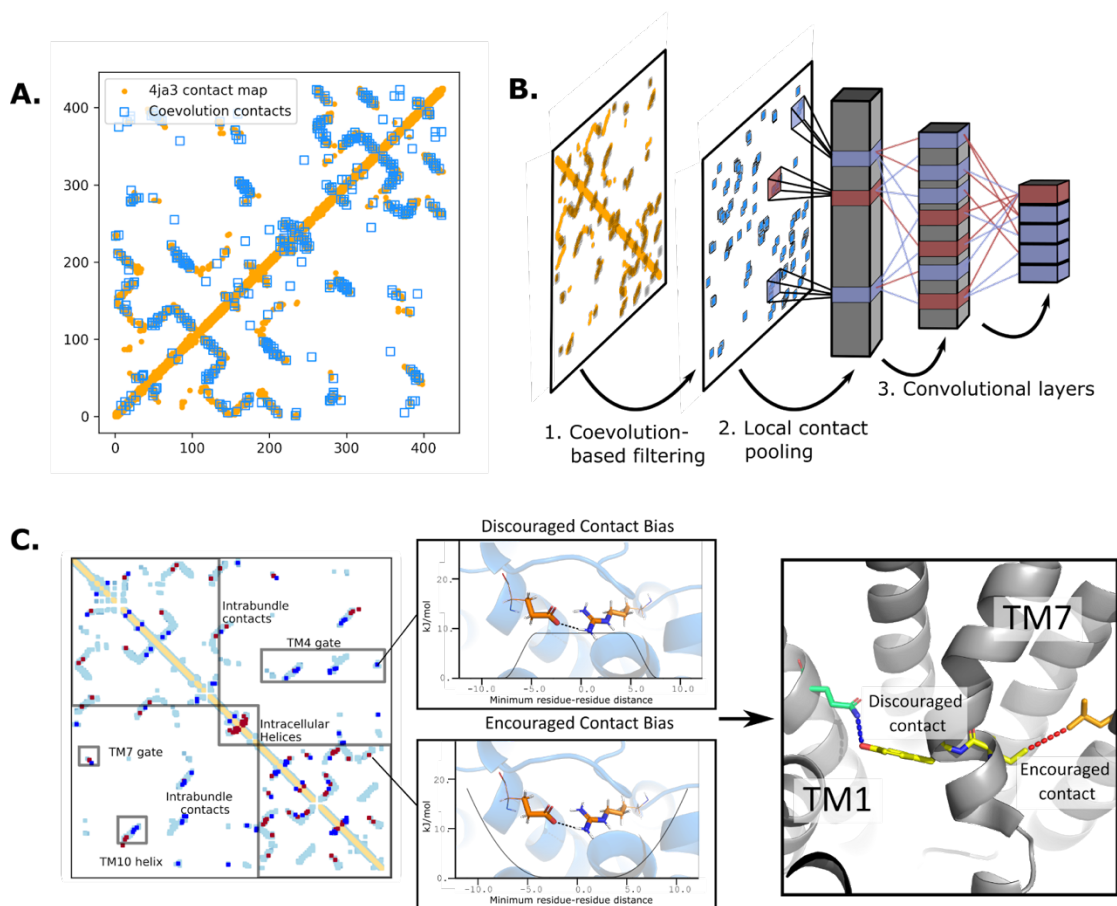 A.
4ja3 contact map
Coevolution contacts
400
300
200
100
0
0
100
200
300
400
B.
1. Coevolution-
based filtering
2. Local contact
pooling
3. Convolutional layers
C.
Intrabundle
contacts
TM4 gate
Intracellular
Helices
TM7 gate
Intrabundle
contacts
TM10 helix
Discouraged Contact Bias
kJ/mol
20.
10.
0.
-10.0
-5.0
0.0
5.0
10.0
Minimum residue-residue distance
Encouraged Contact Bias
kJ/mol
20.
10.
0.
-10.0
-5.0
0.0
5.0
10.0
Minimum residue-residue distance
TM7
Discouraged
contact
Encouraged
contact
TM1